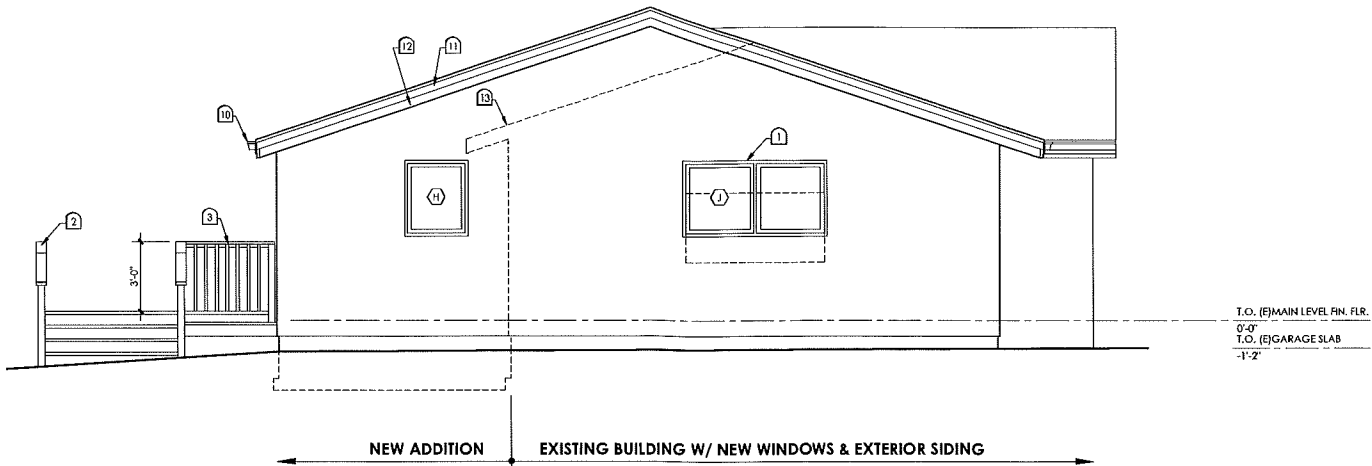 12
11
13
10
1
H
J
2
3
3'-0"
T.O. (E)MAIN LEVEL FIN. FLR.
0'-0"
T.O. (E)GARAGE SLAB
-1'-2"
NEW ADDITION
EXISTING BUILDING W/ NEW WINDOWS & EXTERIOR SIDING